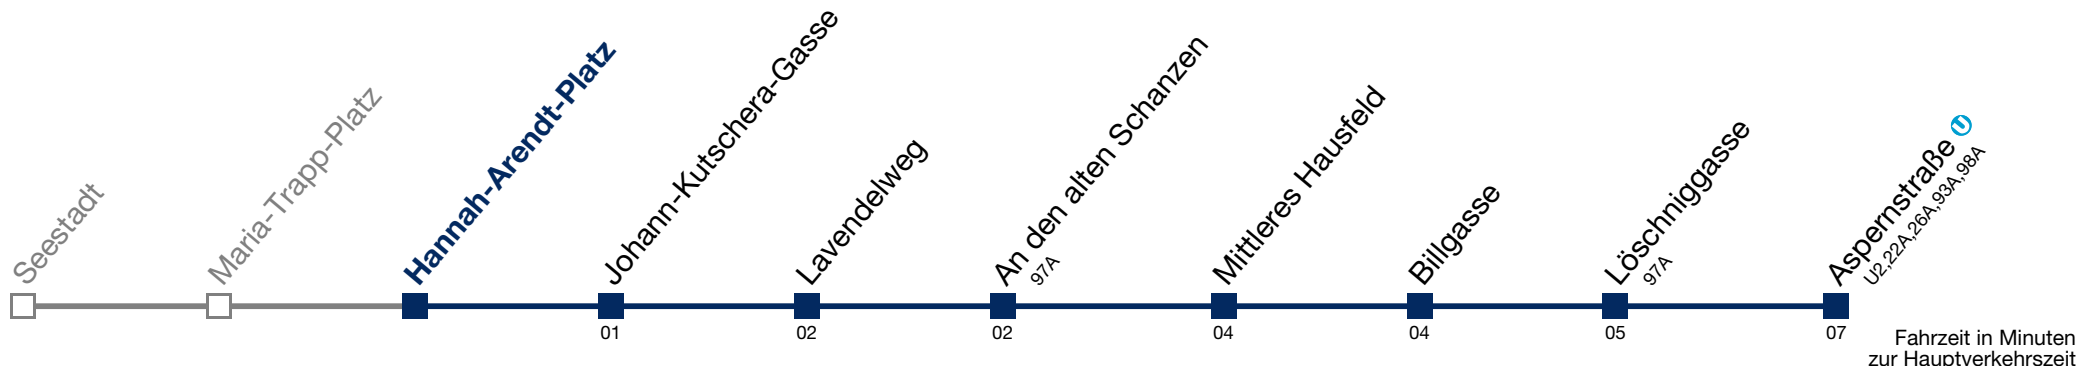 Seestadt
Maria-Trapp-Platz
Hannah-Arendt-Platz
Johann-Kutschera-Gasse
Lavendelweg
An den alten Schanzen
97A
Mittleres Hausfeld
Billgasse
Löschniggasse
97A
Aspernstraße U
U2,22A,26A,93A,98A
01
02
02
04
04
05
07
Fahrzeit in Minuten
zur Hauptverkehrszeit